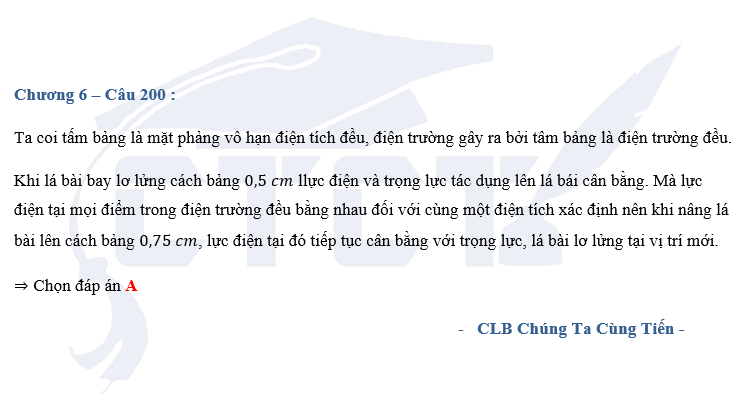 Chương 6 – Câu 200 :
Ta coi tấm bảng là mặt phảng vô hạn điện tích đều, điện trường gây ra bởi tâm bảng là điện trường đều.
Khi lá bài bay lơ lửng cách bảng 0,5 cm llực điện và trọng lực tác dụng lên lá bái cân bằng. Mà lực
điện tại mọi điểm trong điện trường đều bằng nhau đối với cùng một điện tích xác định nên khi nâng lá
bài lên cách bảng 0,75 cm, lực điện tại đó tiếp tục cân bằng với trọng lực, lá bài lơ lửng tại vị trí mới.
⇒ Chọn đáp án A
- CLB Chúng Ta Cùng Tiến -
CTCT